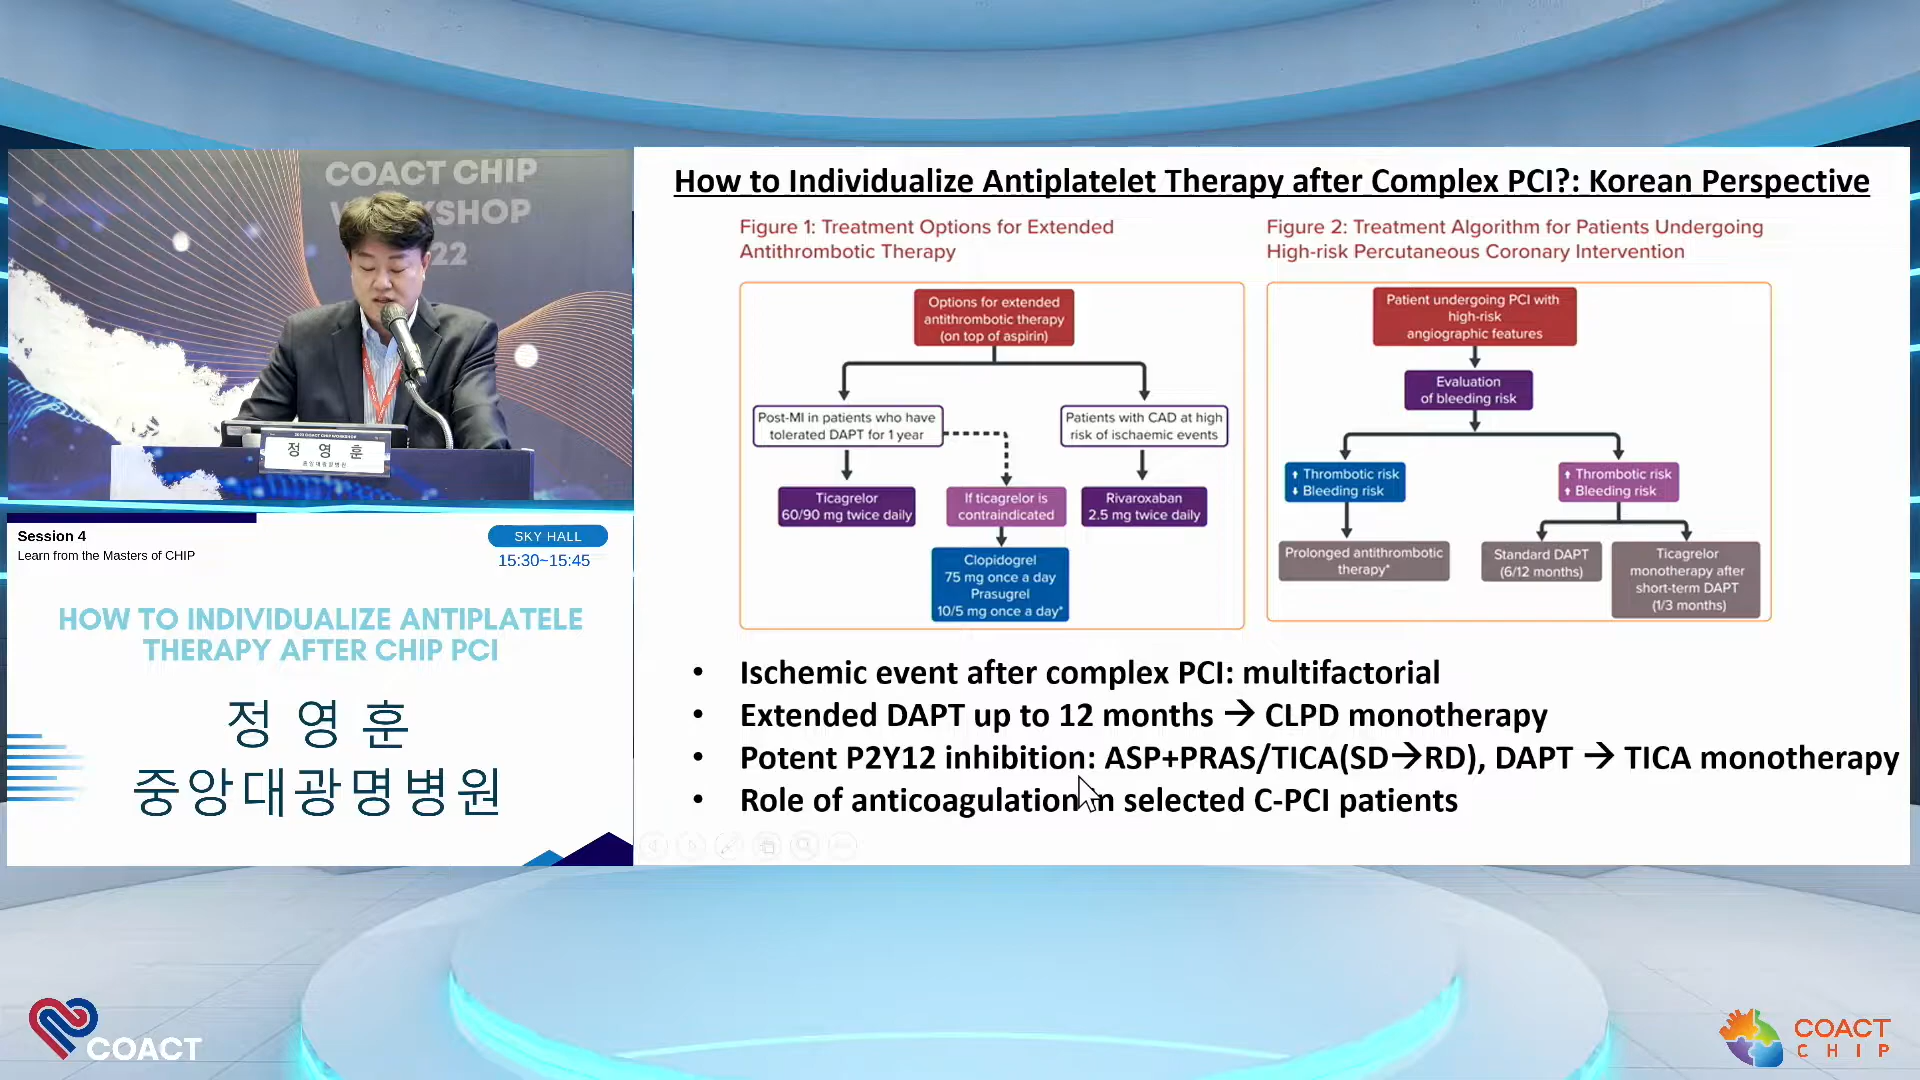 COACT CHIP
WORKSHOP
정 영 훈
중앙대광명병원
Session 4
Learn from the Masters of CHIP
SKY HALL
15:30~15:45
HOW TO INDIVIDUALIZE ANTIPLATELE
THERAPY AFTER CHIP PCI
정 영 훈
중앙대광명병원
How to Individualize Antiplatelet Therapy after Complex PCI?: Korean Perspective
Figure 1: Treatment Options for Extended
Antithrombotic Therapy
Options for extended
antithrombotic therapy
(on top of aspirin)
Post-MI in patients who have
tolerated DAPT for 1 year
Patients with CAD at high
risk of ischaemic events
Ticagrelor
60/90 mg twice daily
If ticagrelor is
contraindicated
Rivaroxaban
2.5 mg twice daily
Clopidogrel
75 mg once a day
Prasugrel
10/5 mg once a day*
Figure 2: Treatment Algorithm for Patients Undergoing
High-risk Percutaneous Coronary Intervention
Patient undergoing PCI with
high-risk
angiographic features
Evaluation
of bleeding risk
↑ Thrombotic risk
↓ Bleeding risk
↑ Thrombotic risk
↑ Bleeding risk
Prolonged antithrombotic
therapy*
Standard DAPT
(6/12 months)
Ticagrelor
monotherapy after
short-term DAPT
(1/3 months)
• Ischemic event after complex PCI: multifactorial
• Extended DAPT up to 12 months → CLPD monotherapy
• Potent P2Y12 inhibition: ASP+PRAS/TICA(SD→RD), DAPT → TICA monotherapy
• Role of anticoagulation in selected C-PCI patients
COACT
COACT
CHIP